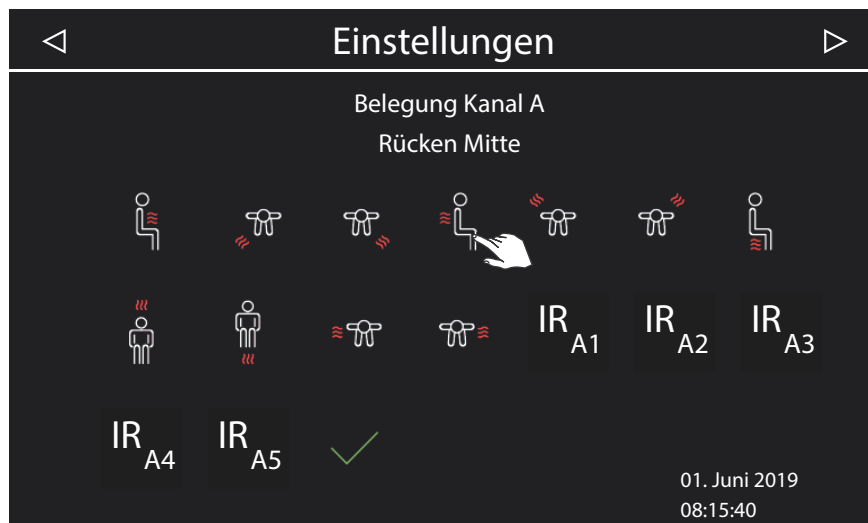 Einstellungen
Belegung Kanal A
Rücken Mitte
IR A1
IR A2
IR A3
IR A4
IR A5
01. Juni 2019
08:15:40